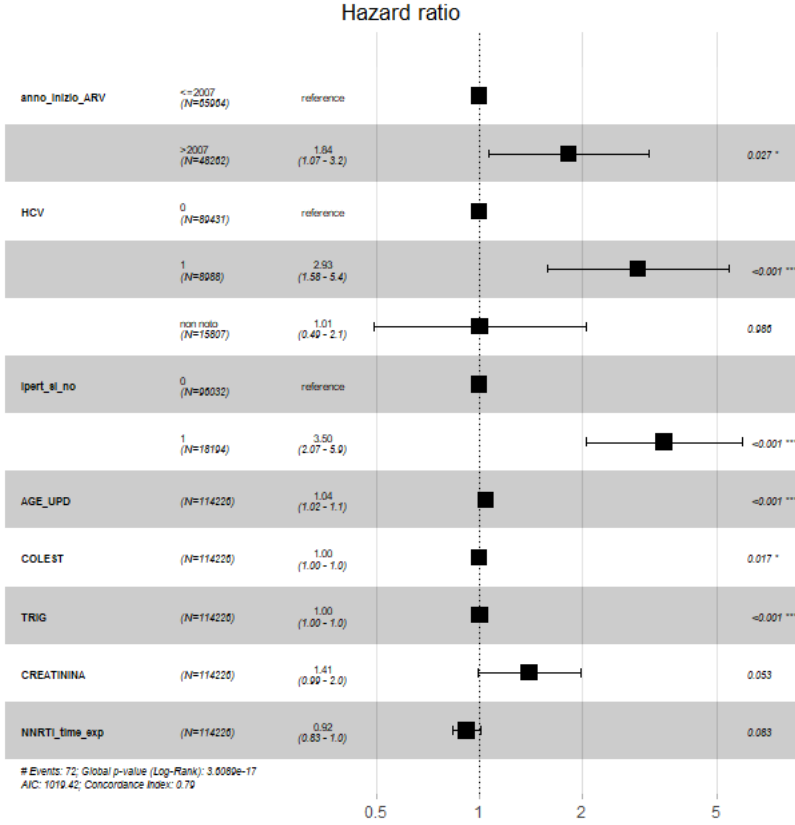 Hazard ratio
anno_inizio_ARV <=2007 (N=65964) reference
>2007 (N=48262) 1.84 (1.07 - 3.2) 0.027 *
HCV 0 (N=89431) reference
1 (N=8988) 2.93 (1.58 - 5.4) <0.001 ***
non noto (N=15807) 1.01 (0.49 - 2.1) 0.986
ipert_si_no 0 (N=96032) reference
1 (N=18194) 3.50 (2.07 - 5.9) <0.001 ***
AGE_UPD (N=114226) 1.04 (1.02 - 1.1) <0.001 ***
COLEST (N=114226) 1.00 (1.00 - 1.0) 0.017 *
TRIG (N=114226) 1.00 (1.00 - 1.0) <0.001 ***
CREATININA (N=114226) 1.41 (0.99 - 2.0) 0.053
NNRTI_time_exp (N=114226) 0.92 (0.83 - 1.0) 0.083
# Events: 72; Global p-value (Log-Rank): 3.6089e-17
AIC: 1019.42; Concordance Index: 0.79
0.5 1 2 5